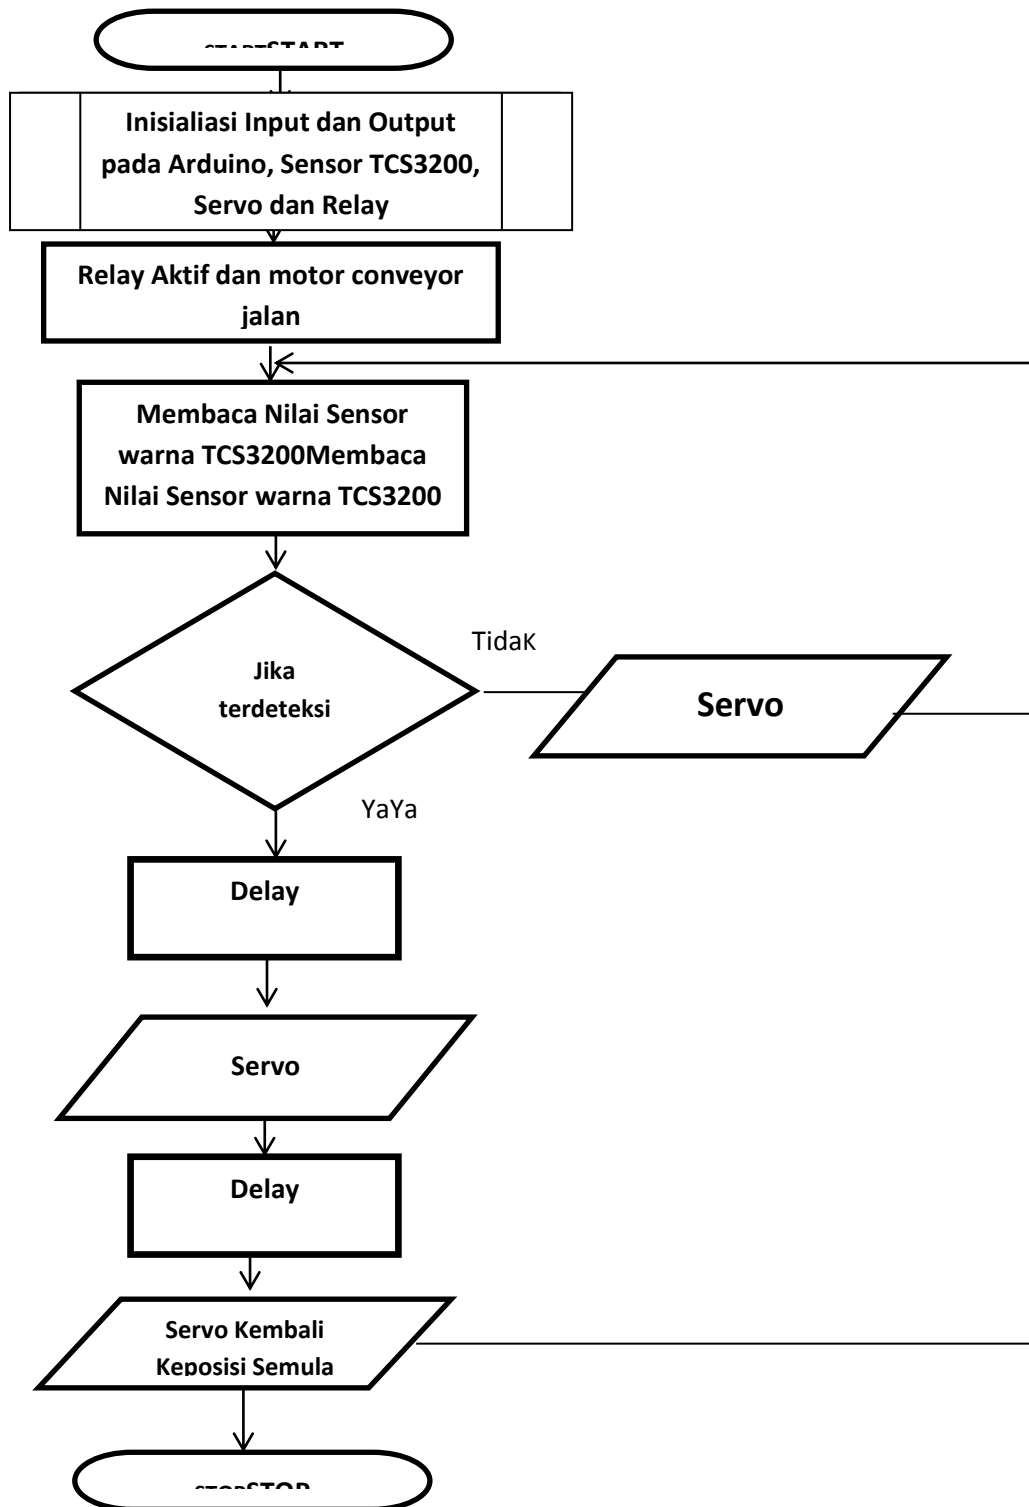 STARTSTART
Inisialiasi Input dan Output
pada Arduino, Sensor TCS3200,
Servo dan Relay
Relay Aktif dan motor conveyor
jalan
Membaca Nilai Sensor
warna TCS3200Membaca
Nilai Sensor warna TCS3200
Jika
terdeteksi
TidaK
Servo
YaYa
Delay
Servo
Delay
Servo Kembali
Keposisi Semula
STOPSTOP